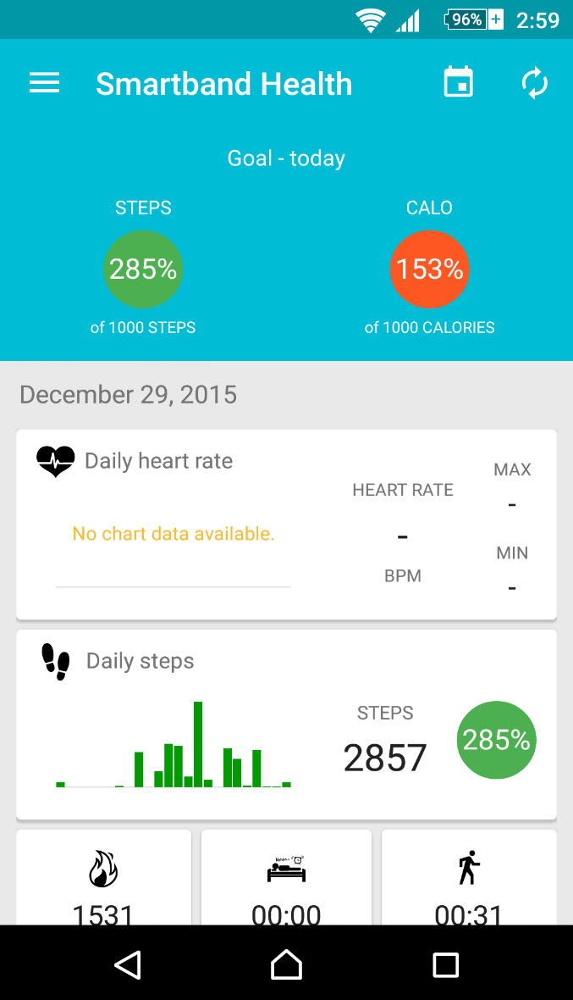 96% 2:59
Smartband Health
Goal - today
STEPS CALO
285% 153%
of 1000 STEPS of 1000 CALORIES
December 29, 2015
Daily heart rate
MAX
HEART RATE
-
No chart data available.
-
MIN
BPM
-
Daily steps
STEPS
2857
285%
1531 00:00 00:31